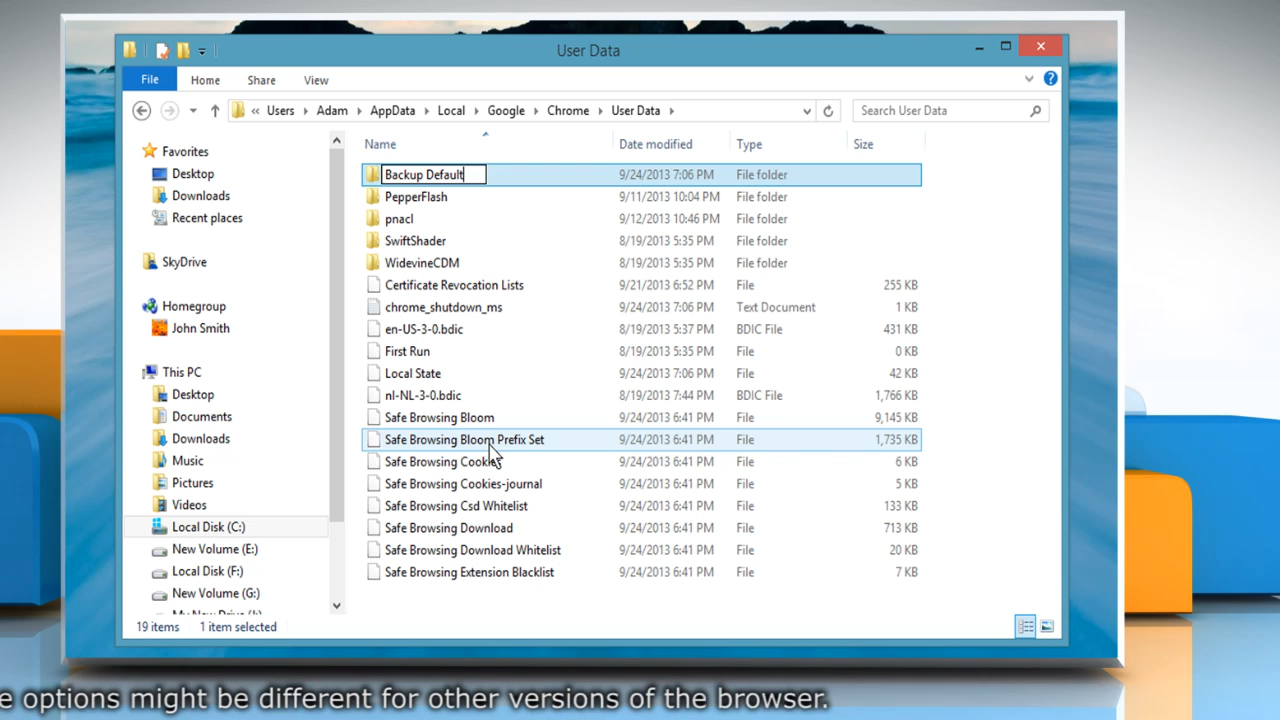 User Data
File Home Share View
« Users Adam AppData Local Google Chrome User Data
Search User Data
Favorites
Desktop
Downloads
Recent places
SkyDrive
Homegroup
John Smith
This PC
Desktop
Documents
Downloads
Music
Pictures
Videos
Local Disk (C:)
New Volume (E:)
Local Disk (F:)
New Volume (G:)
Name Date modified Type Size
Backup Default 9/24/2013 7:06 PM File folder
PepperFlash 9/11/2013 10:04 PM File folder
pnacl 9/12/2013 10:46 PM File folder
SwiftShader 8/19/2013 5:35 PM File folder
WidevineCDM 8/19/2013 5:35 PM File folder
Certificate Revocation Lists 9/21/2013 6:52 PM File 255 KB
chrome_shutdown_ms 9/24/2013 7:06 PM Text Document 1 KB
en-US-3-0.bdic 8/19/2013 5:37 PM BDIC File 431 KB
First Run 8/19/2013 5:35 PM File 0 KB
Local State 9/24/2013 7:06 PM File 42 KB
nl-NL-3-0.bdic 8/19/2013 7:44 PM BDIC File 1,766 KB
Safe Browsing Bloom 9/24/2013 6:41 PM File 9,145 KB
Safe Browsing Bloom Prefix Set 9/24/2013 6:41 PM File 1,735 KB
Safe Browsing Cookies 9/24/2013 6:41 PM File 6 KB
Safe Browsing Cookies-journal 9/24/2013 6:41 PM File 5 KB
Safe Browsing Csd Whitelist 9/24/2013 6:41 PM File 133 KB
Safe Browsing Download 9/24/2013 6:41 PM File 713 KB
Safe Browsing Download Whitelist 9/24/2013 6:41 PM File 20 KB
Safe Browsing Extension Blacklist 9/24/2013 6:41 PM File 7 KB
19 items 1 item selected
e options might be different for other versions of the browser.